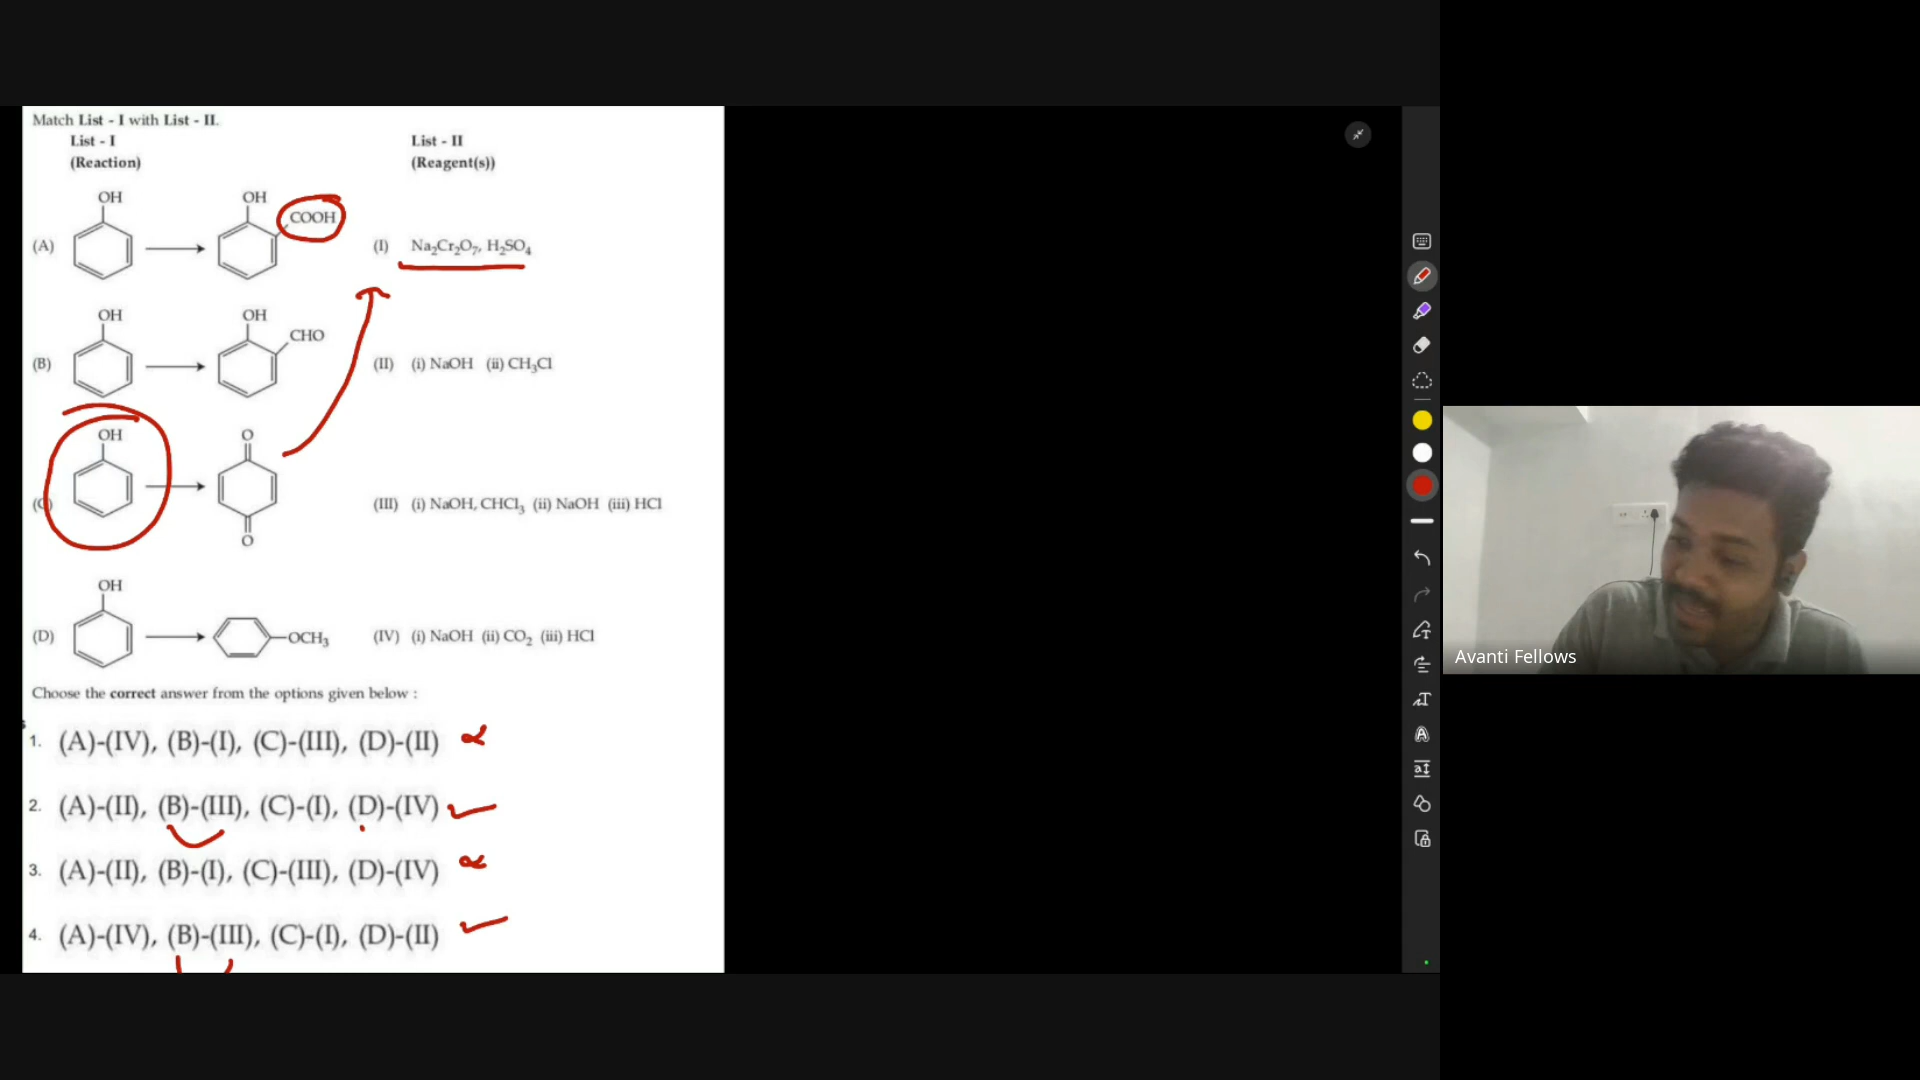 Match List - I with List - II.
List - I List - II
(Reaction) (Reagent(s))
OH OH
COOH
(A) (I) Na₂Cr₂O₇, H₂SO₄
OH OH
CHO
(B) (II) (i) NaOH (ii) CH₃Cl
OH O
(C) (III) (i) NaOH, CHCl₃ (ii) NaOH (iii) HCl
O
OH
(D) OCH₃ (IV) (i) NaOH (ii) CO₂ (iii) HCl
Choose the correct answer from the options given below :
1. (A)-(IV), (B)-(I), (C)-(III), (D)-(II)
2. (A)-(II), (B)-(III), (C)-(I), (D)-(IV)
3. (A)-(II), (B)-(I), (C)-(III), (D)-(IV)
4. (A)-(IV), (B)-(III), (C)-(I), (D)-(II)
Avanti Fellows